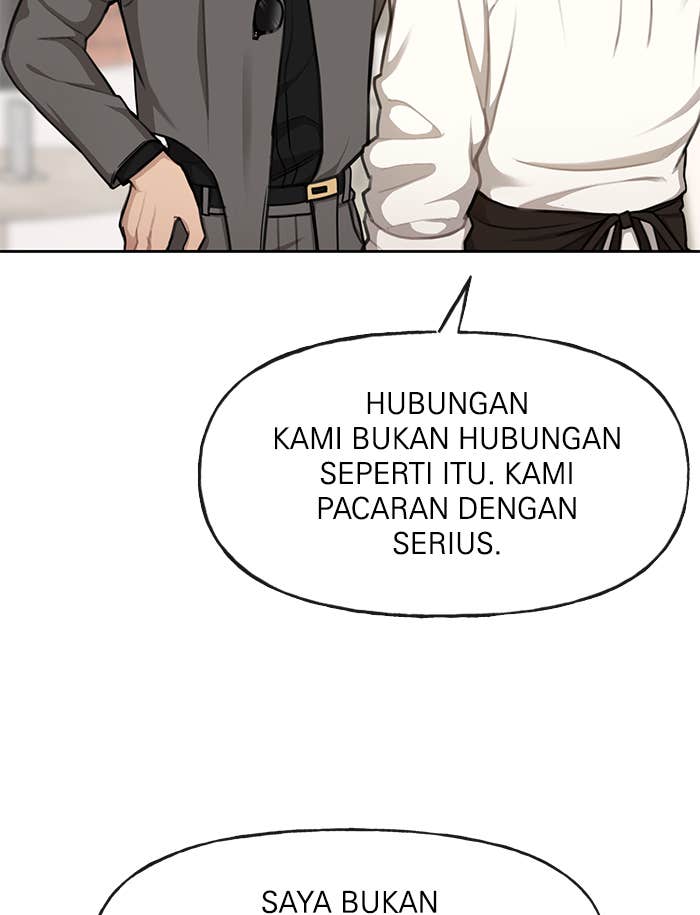 HUBUNGAN
KAMI BUKAN HUBUNGAN
SEPERTI ITU. KAMI
PACARAN DENGAN
SERIUS.
SAYA BUKAN